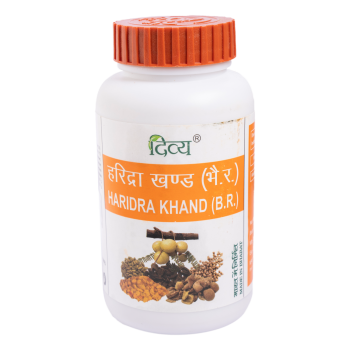 दिव्य®
हरिद्रा खण्ड (भै.र.)
HARIDRA KHAND (B.R.)
भारत में निर्मित
MADE IN BHARAT